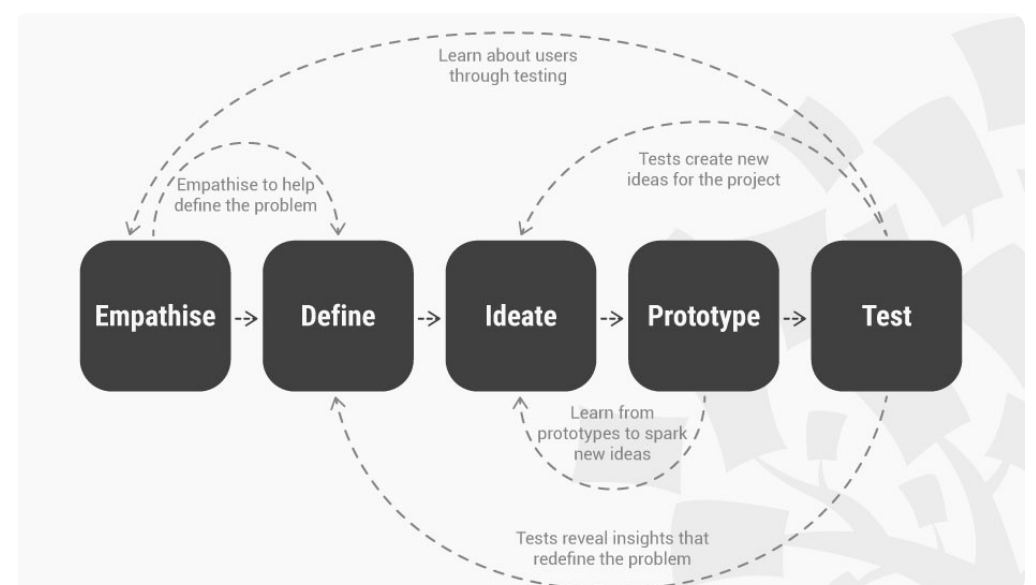 Learn about users
through testing
Tests create new
ideas for the project
Empathise to help
define the problem
Empathise
Define
Ideate
Prototype
Test
Learn from
prototypes to spark
new ideas
Tests reveal insights that
redefine the problem